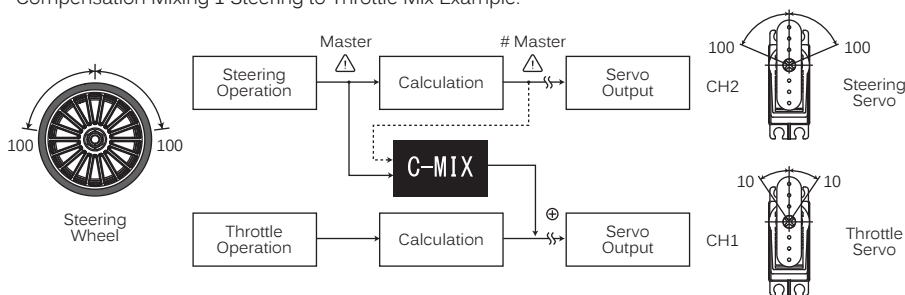 Compensation Mixing 1 Steering to Throttle Mix Example:
Master
# Master
Steering
Operation
Calculation
Servo
Output
CH2
100
100
Steering
Servo
100
100
Steering
Wheel
C-MIX
Throttle
Operation
Calculation
⊕
Servo
Output
CH1
10
10
Throttle
Servo